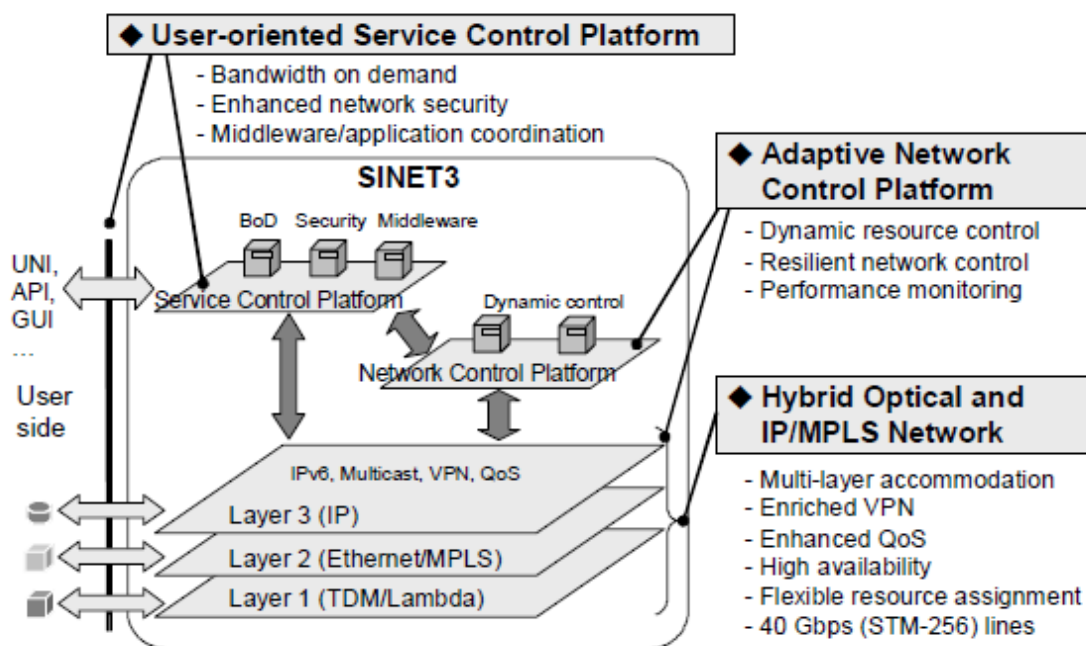 ◆ User-oriented Service Control Platform
- Bandwidth on demand
- Enhanced network security
- Middleware/application coordination
◆ Adaptive Network
Control Platform
- Dynamic resource control
- Resilient network control
- Performance monitoring
SINET3
BoD Security Middleware
UNI,
API,
GUI
...
Service Control Platform
Dynamic control
Network Control Platform
User
side
◆ Hybrid Optical and
IP/MPLS Network
- Multi-layer accommodation
- Enriched VPN
- Enhanced QoS
- High availability
- Flexible resource assignment
- 40 Gbps (STM-256) lines
IPv6, Multicast, VPN, QoS
Layer 3 (IP)
Layer 2 (Ethernet/MPLS)
Layer 1 (TDM/Lambda)